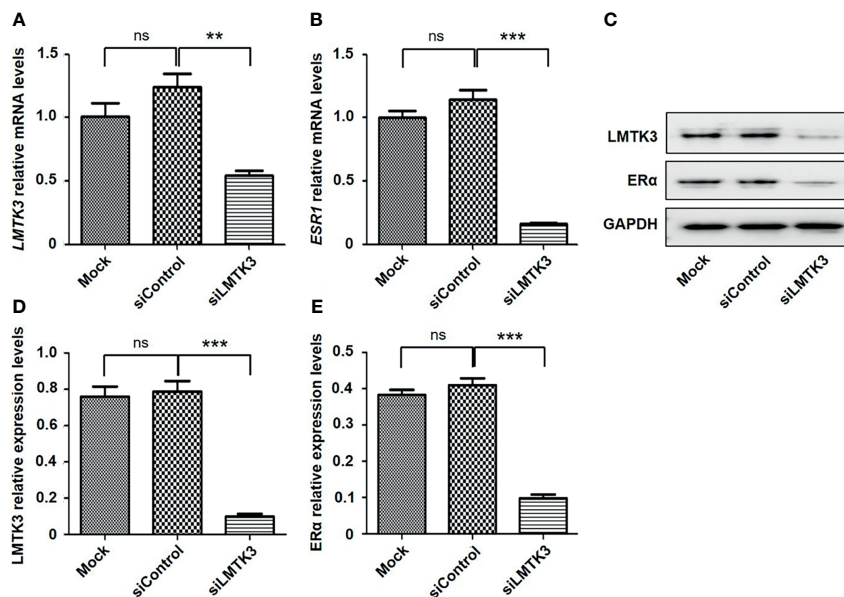 A
LMTK3 relative mRNA levels
1.5
1.0
0.5
0
ns
**
Mock
siControl
siLMTK3
B
ESR1 relative mRNA levels
1.5
1.0
0.5
0
ns
***
Mock
siControl
siLMTK3
C
LMTK3
ERα
GAPDH
Mock
siControl
siLMTK3
D
LMTK3 relative expression levels
1.0
0.8
0.6
0.4
0.2
0
ns
***
Mock
siControl
siLMTK3
E
ERα relative expression levels
0.5
0.4
0.3
0.2
0.1
0
ns
***
Mock
siControl
siLMTK3